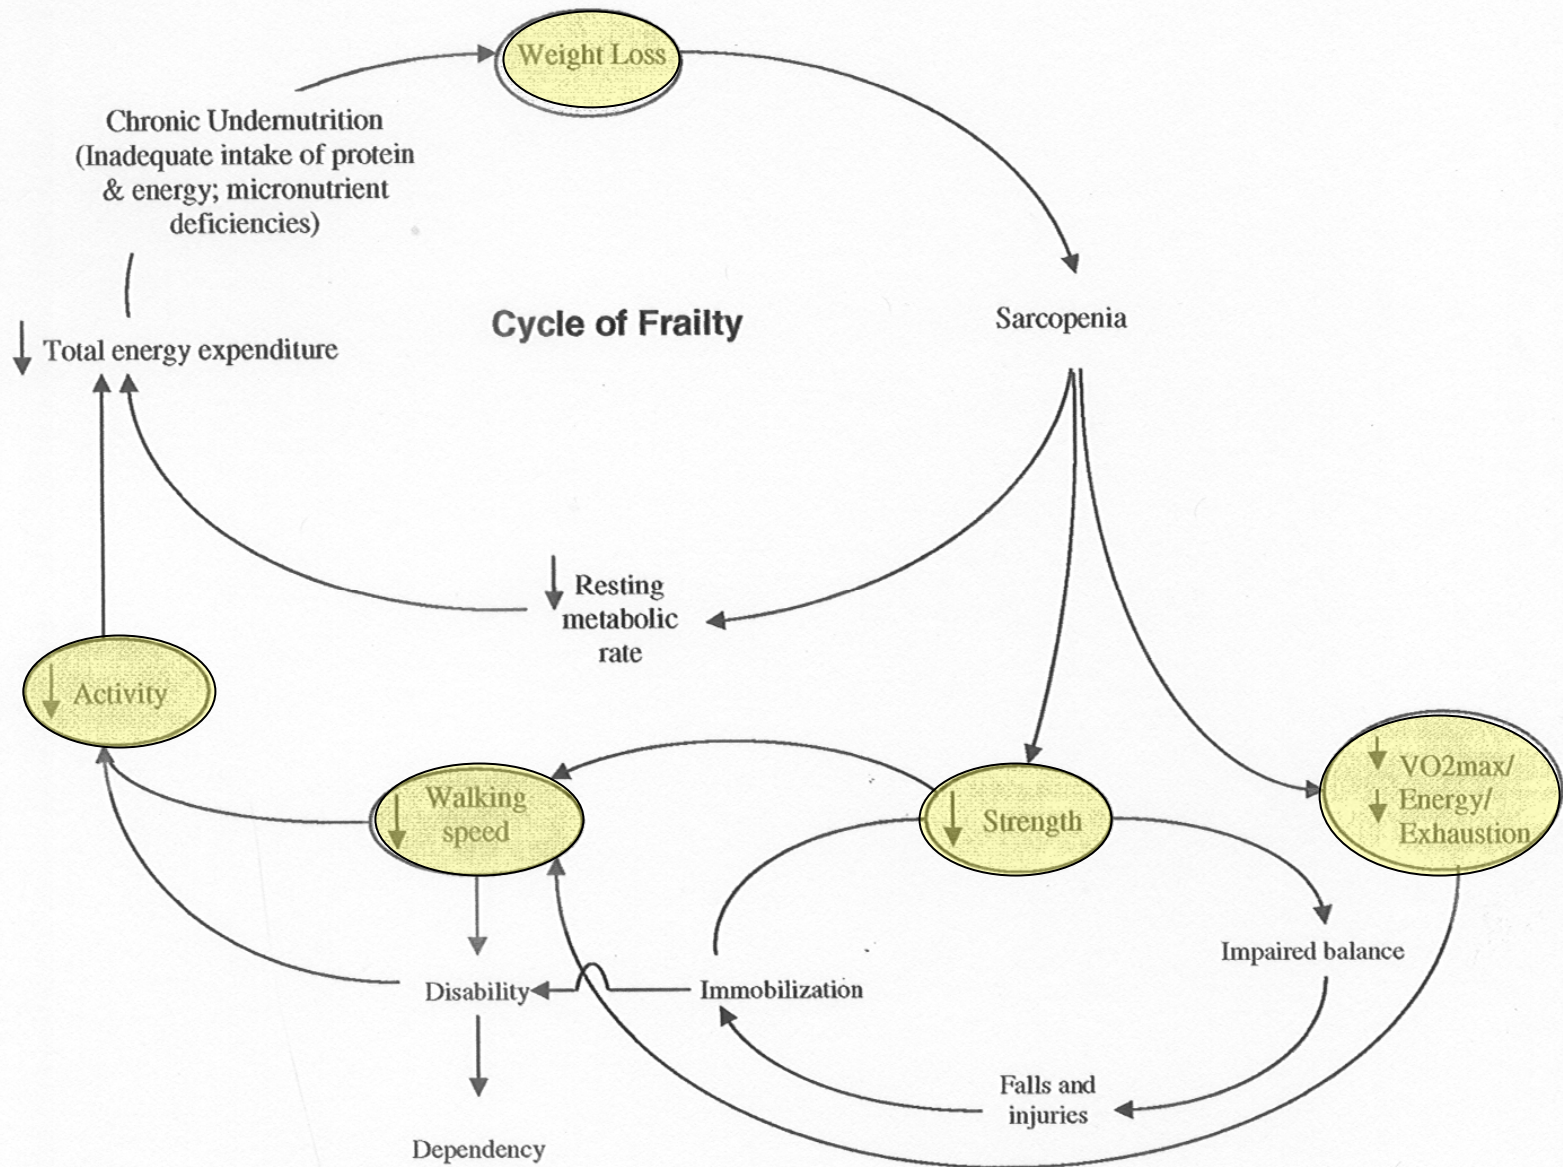 Weight Loss
Chronic Undernutrition
(Inadequate intake of protein
& energy; micronutrient
deficiencies)
Cycle of Frailty
Sarcopenia
↓ Total energy expenditure
↓ Resting
metabolic
rate
↓ Activity
↓ Walking
speed
↓ Strength
↓ VO2max/
↓ Energy/
Exhaustion
Impaired balance
Disability
Immobilization
Falls and
injuries
Dependency